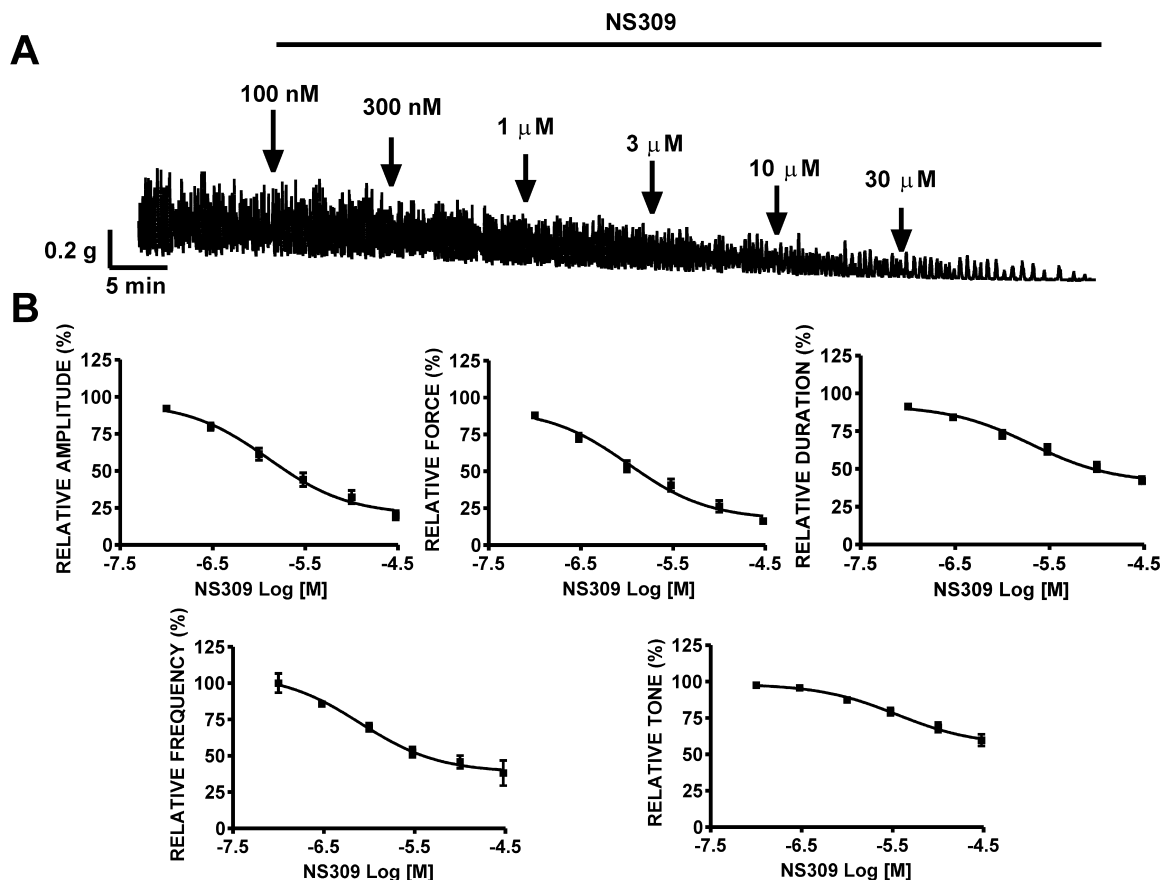 NS309
A
100 nM
300 nM
1 μM
3 μM
10 μM
30 μM
0.2 g
5 min
B
RELATIVE AMPLITUDE (%)
125
100
75
50
25
0
-7.5 -6.5 -5.5 -4.5
NS309 Log [M]
RELATIVE FORCE (%)
125
100
75
50
25
0
-7.5 -6.5 -5.5 -4.5
NS309 Log [M]
RELATIVE DURATION (%)
125
100
75
50
25
0
-7.5 -6.5 -5.5 -4.5
NS309 Log [M]
RELATIVE FREQUENCY (%)
125
100
75
50
25
0
-7.5 -6.5 -5.5 -4.5
NS309 Log [M]
RELATIVE TONE (%)
125
100
75
50
25
0
-7.5 -6.5 -5.5 -4.5
NS309 Log [M]